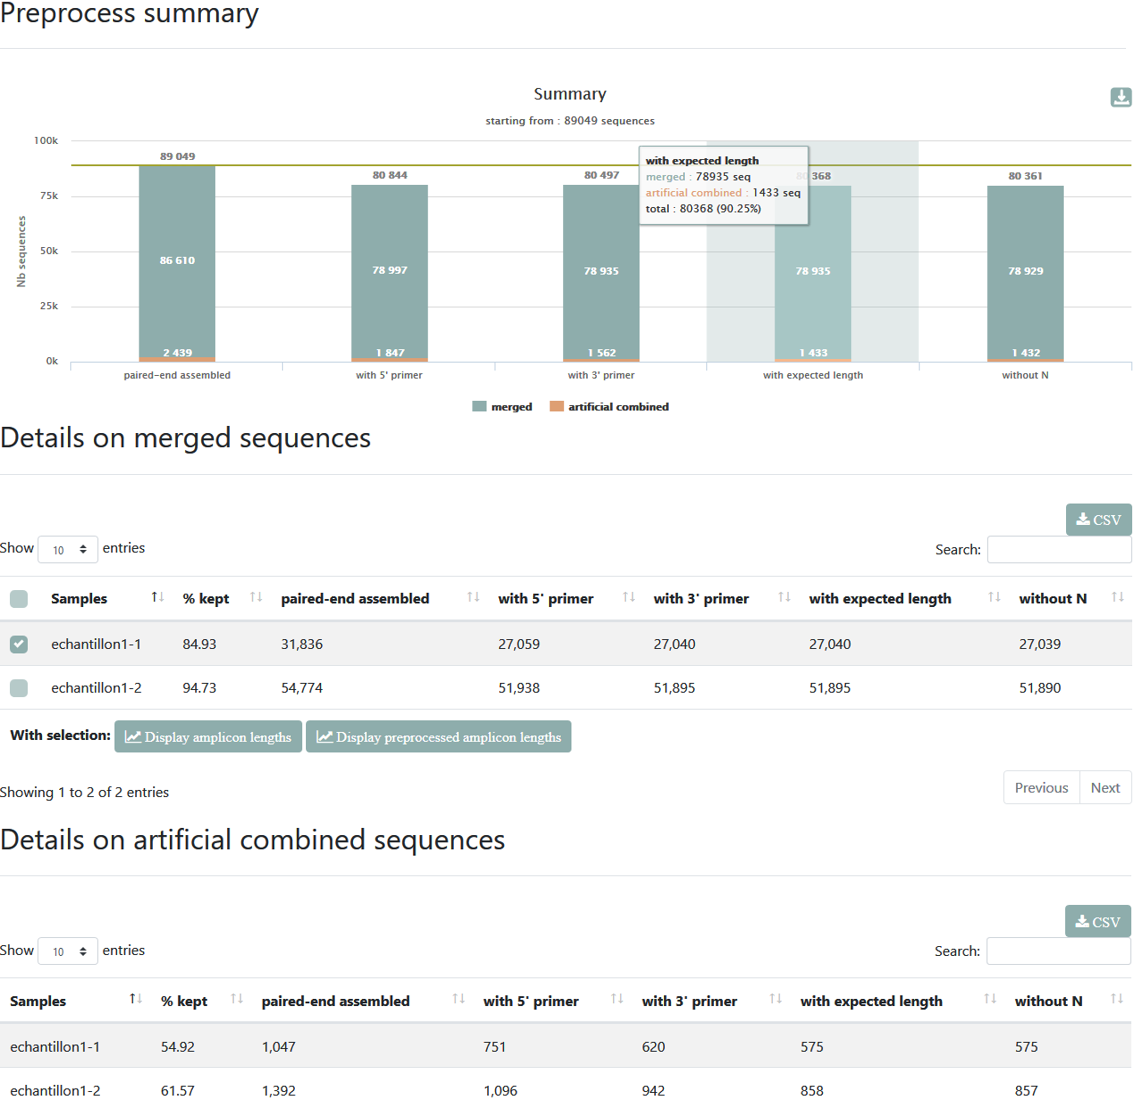 Preprocess summary
Summary
starting from : 89049 sequences
100k
75k
50k
25k
0k
Nb sequences
89 049
80 844
80 497
368
80 361
with expected length
merged : 78935 seq
artificial combined : 1433 seq
total : 80368 (90.25%)
86 610
78 997
78 935
78 935
78 929
2 439
1 847
1 562
1 433
1 432
paired-end assembled
with 5' primer
with 3' primer
with expected length
without N
merged artificial combined
Details on merged sequences
CSV
Show 10 entries Search:
Samples % kept paired-end assembled with 5' primer with 3' primer with expected length without N
echantillon1-1 84.93 31,836 27,059 27,040 27,040 27,039
echantillon1-2 94.73 54,774 51,938 51,895 51,895 51,890
With selection: Display amplicon lengths Display preprocessed amplicon lengths
Showing 1 to 2 of 2 entries Previous Next
Details on artificial combined sequences
CSV
Show 10 entries Search:
Samples % kept paired-end assembled with 5' primer with 3' primer with expected length without N
echantillon1-1 54.92 1,047 751 620 575 575
echantillon1-2 61.57 1,392 1,096 942 858 857